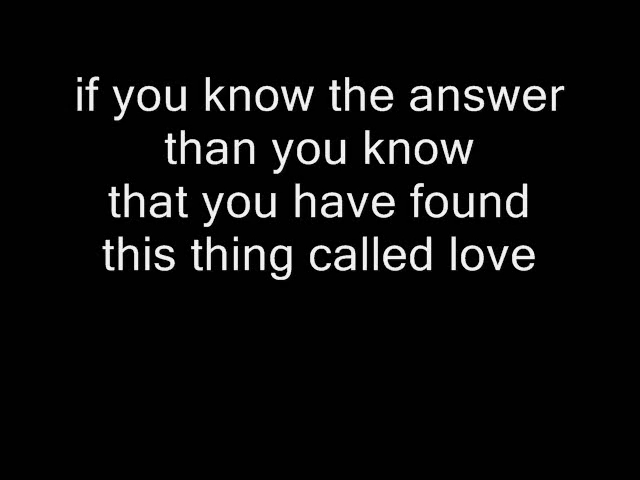 if you know the answer
than you know
that you have found
this thing called love